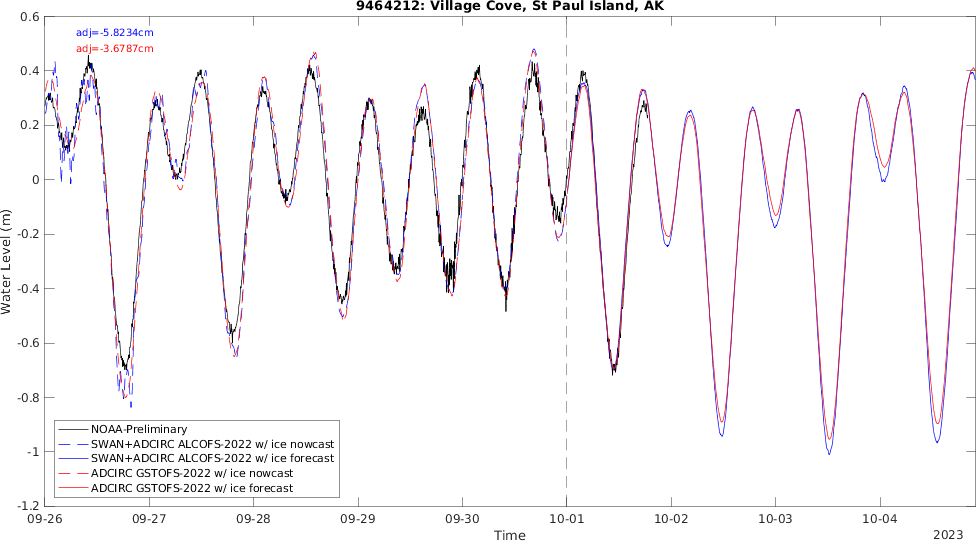 9464212: Village Cove, St Paul Island, AK
adj=-5.8234cm
adj=-3.6787cm
0.6
0.4
0.2
0
-0.2
-0.4
-0.6
-0.8
-1
-1.2
Water Level (m)
NOAA-Preliminary
SWAN+ADCIRC ALCOFS-2022 w/ ice nowcast
SWAN+ADCIRC ALCOFS-2022 w/ ice forecast
ADCIRC GSTOFS-2022 w/ ice nowcast
ADCIRC GSTOFS-2022 w/ ice forecast
09-26 09-27 09-28 09-29 09-30 10-01 10-02 10-03 10-04
Time
2023